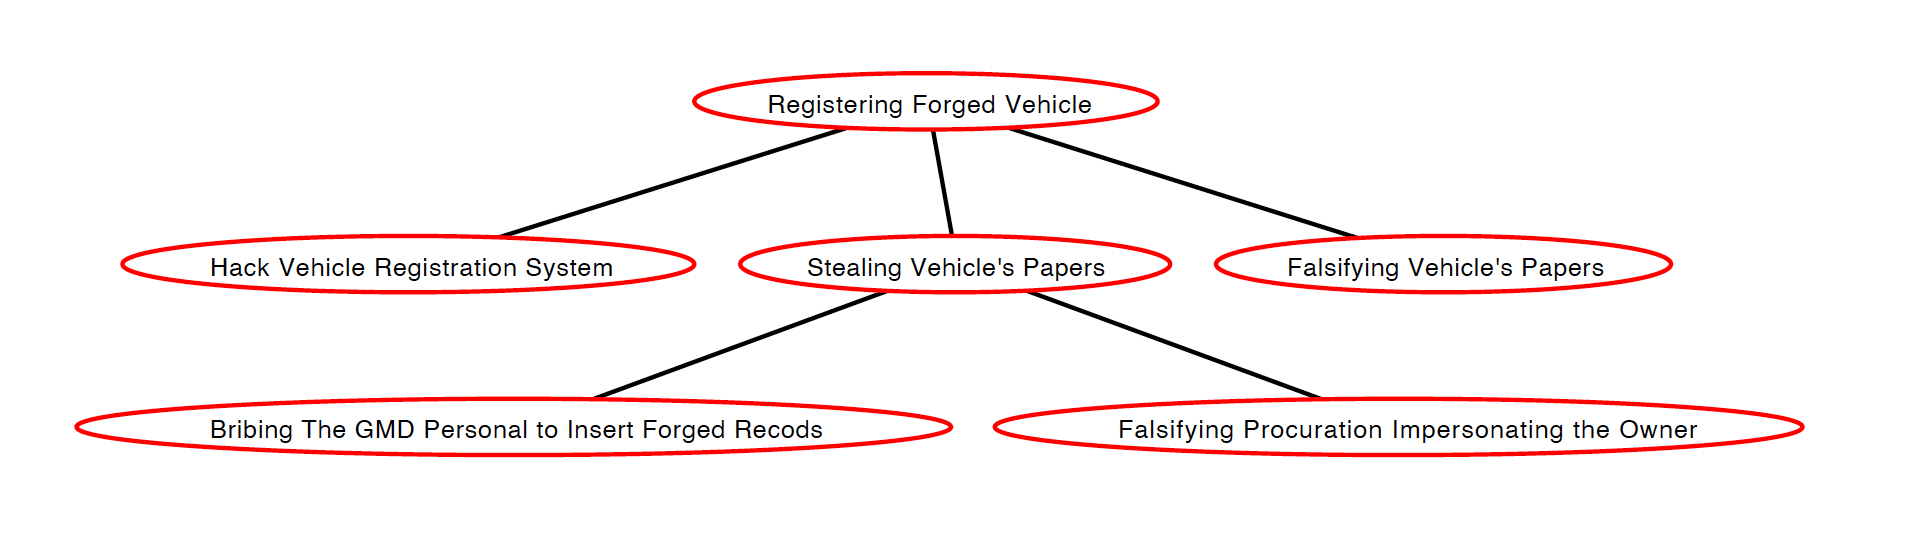 Registering Forged Vehicle
Hack Vehicle Registration System
Stealing Vehicle's Papers
Falsifying Vehicle's Papers
Bribing The GMD Personal to Insert Forged Recods
Falsifying Procuration Impersonating the Owner